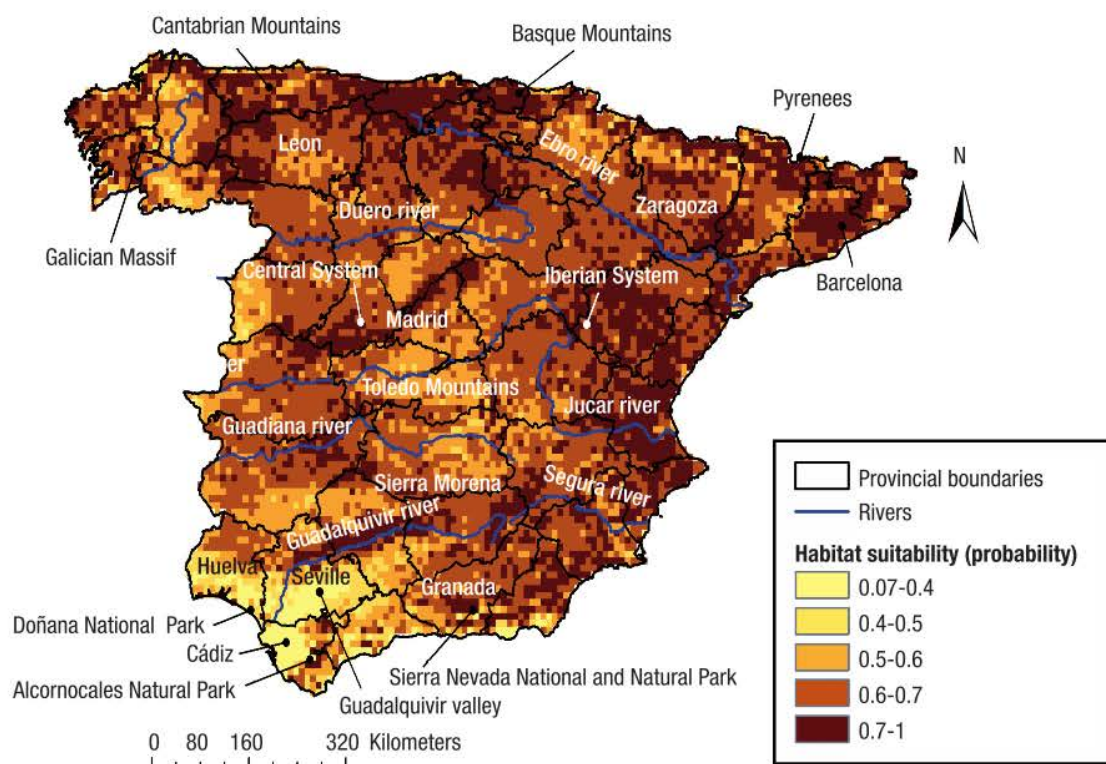 Cantabrian Mountains
Basque Mountains
Pyrenees
N
Leon
Ebro river
Zaragoza
Duero river
Galician Massif
Central System
Iberian System
Barcelona
Madrid
er
Toledo Mountains
Jucar river
Guadiana river
Sierra Morena
Segura river
Guadalquivir river
Huelva
Seville
Granada
Doñana National Park
Cádiz
Alcornocales Natural Park
Sierra Nevada National and Natural Park
Guadalquivir valley
0 80 160 320 Kilometers
Provincial boundaries
Rivers
Habitat suitability (probability)
0.07-0.4
0.4-0.5
0.5-0.6
0.6-0.7
0.7-1